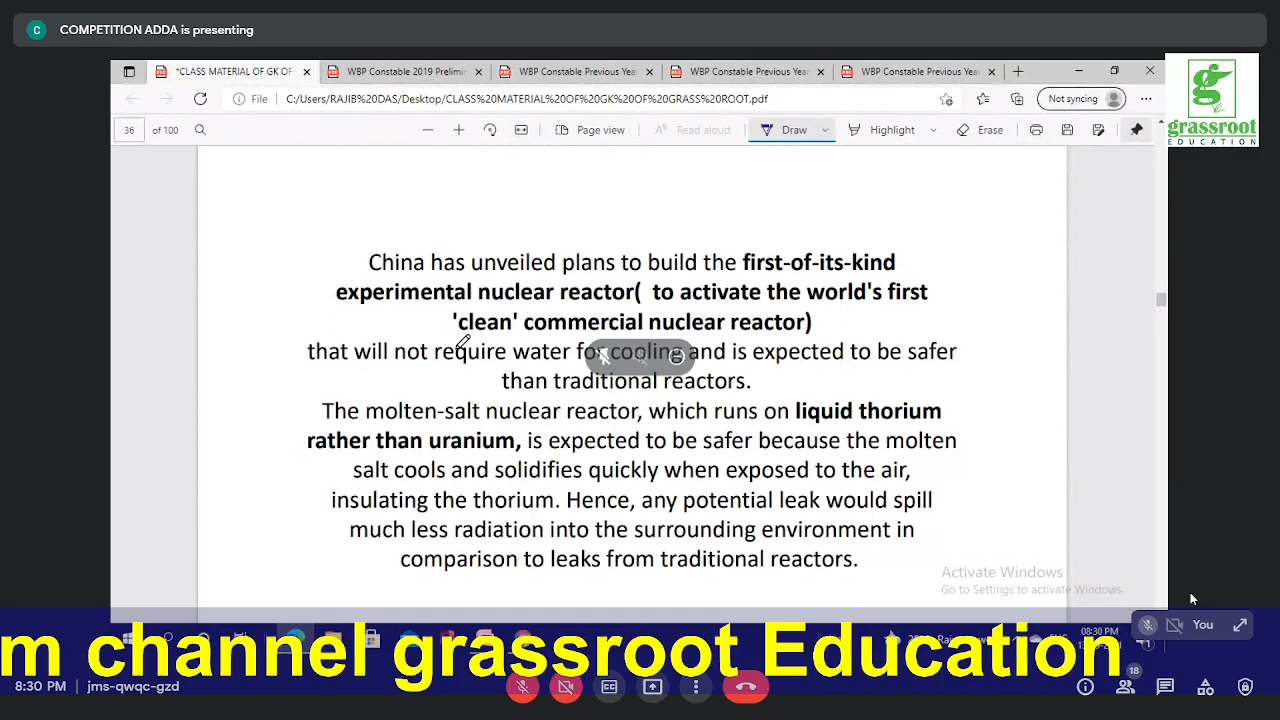 C COMPETITION ADDA is presenting
*CLASS MATERIAL OF GK OF
WBP Constable 2019 Prelimi
WBP Constable Previous Yea
WBP Constable Previous Yea
WBP Constable Previous Yea
File C:/Users/RAJIB%20DAS/Desktop/CLASS%20MATERIAL%20OF%20GK%20OF%20GRASS%20ROOT.pdf Not syncing
grassroot
EDUCATION
36 of 100 Page view Read aloud Draw Highlight Erase
China has unveiled plans to build the first-of-its-kind
experimental nuclear reactor( to activate the world's first
'clean' commercial nuclear reactor)
that will not require water for cooling and is expected to be safer
than traditional reactors.
The molten-salt nuclear reactor, which runs on liquid thorium
rather than uranium, is expected to be safer because the molten
salt cools and solidifies quickly when exposed to the air,
insulating the thorium. Hence, any potential leak would spill
much less radiation into the surrounding environment in
comparison to leaks from traditional reactors.
Activate Windows
Go to Settings to activate Windows.
You
08:30 PM
m channel grassroot Education n
8:30 PM jms-qwqc-gzd
18